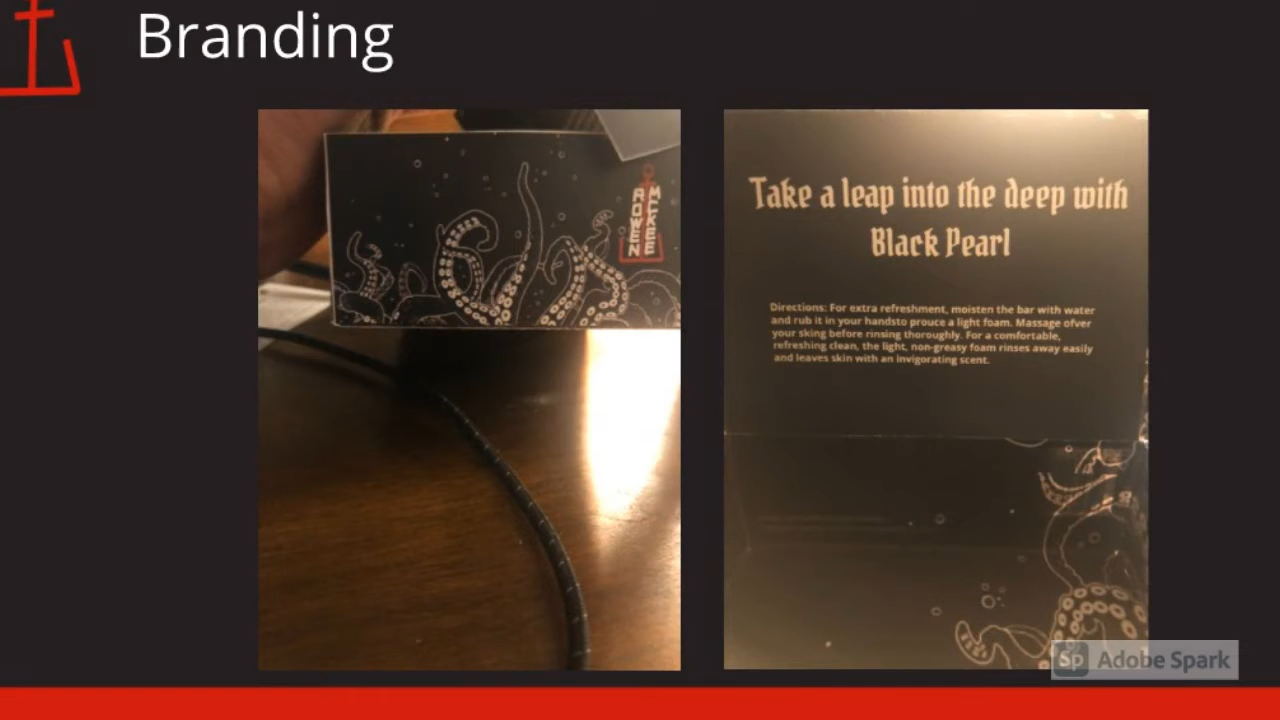 Branding
ROWEN
MCKEBE
Take a leap into the deep with
Black Pearl
Directions: For extra refreshment, moisten the bar with water
and rub it in your handsto prouce a light foam. Massage ofver
your sking before rinsing thoroughly. For a comfortable,
refreshing clean, the light, non-greasy foam rinses away easily
and leaves skin with an invigorating scent.
Sp Adobe Spark